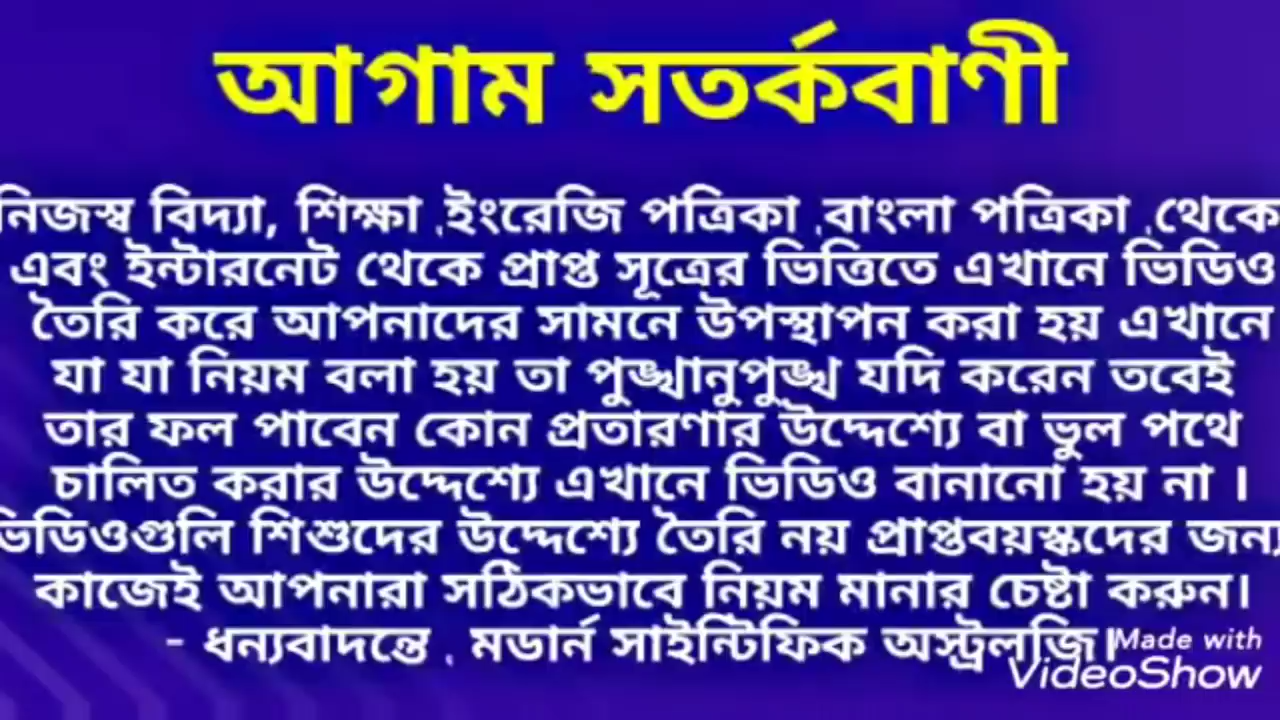 আগাম সতর্কবাণী
নিজস্ব বিদ্যা, শিক্ষা ,ইংরেজি পত্রিকা ,বাংলা পত্রিকা ,থেকে
এবং ইন্টারনেট থেকে প্রাপ্ত সূত্রের ভিত্তিতে এখানে ভিডিও
তৈরি করে আপনাদের সামনে উপস্থাপন করা হয় এখানে
যা যা নিয়ম বলা হয় তা পুঙ্খানুপুঙ্খ যদি করেন তবেই
তার ফল পাবেন কোন প্রতারণার উদ্দেশ্যে বা ভুল পথে
চালিত করার উদ্দেশ্যে এখানে ভিডিও বানানো হয় না ।
ভিডিওগুলি শিশুদের উদ্দেশ্যে তৈরি নয় প্রাপ্তবয়স্কদের জন্য
কাজেই আপনারা সঠিকভাবে নিয়ম মানার চেষ্টা করুন।
- ধন্যবাদন্তে , মডার্ন সাইন্টিফিক অস্ট্রলজি।
Made with
VideoShow